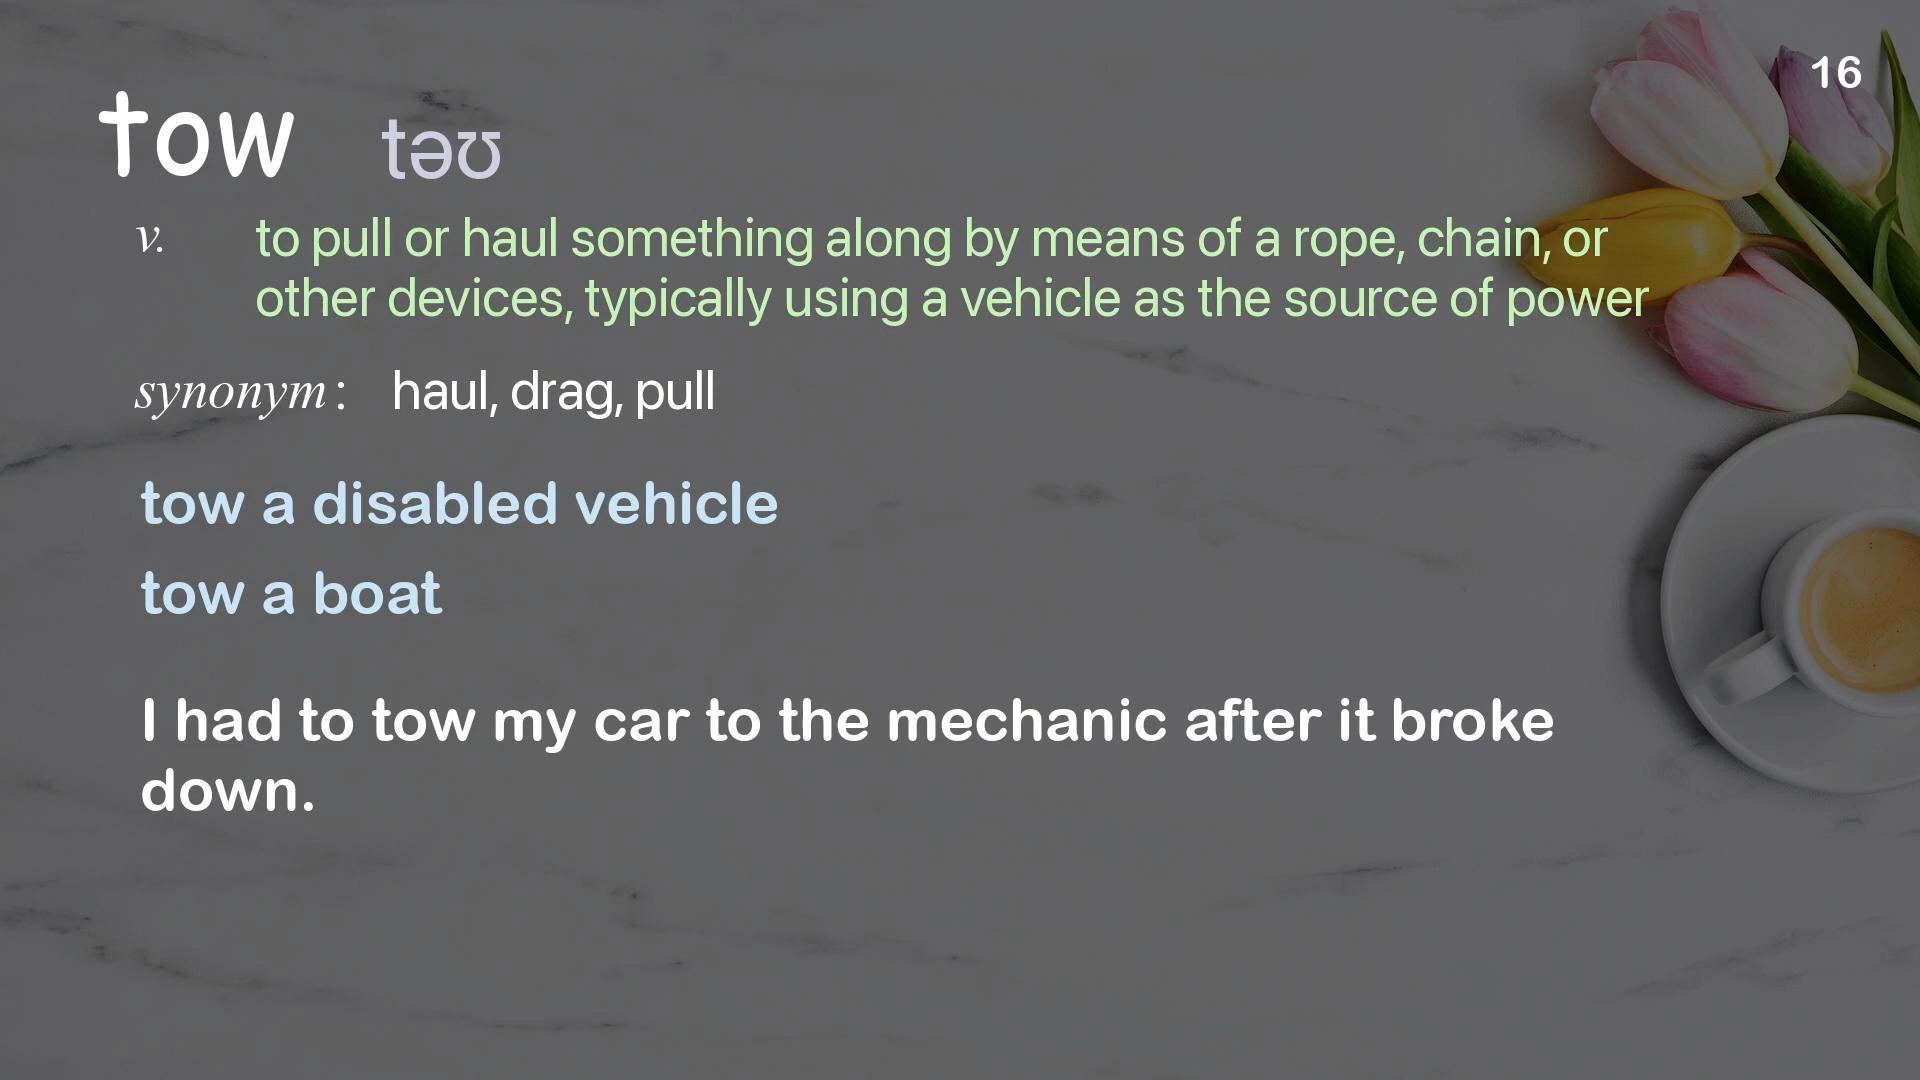 16
tow təʊ
v. to pull or haul something along by means of a rope, chain, or
other devices, typically using a vehicle as the source of power
synonym: haul, drag, pull
tow a disabled vehicle
tow a boat
I had to tow my car to the mechanic after it broke
down.